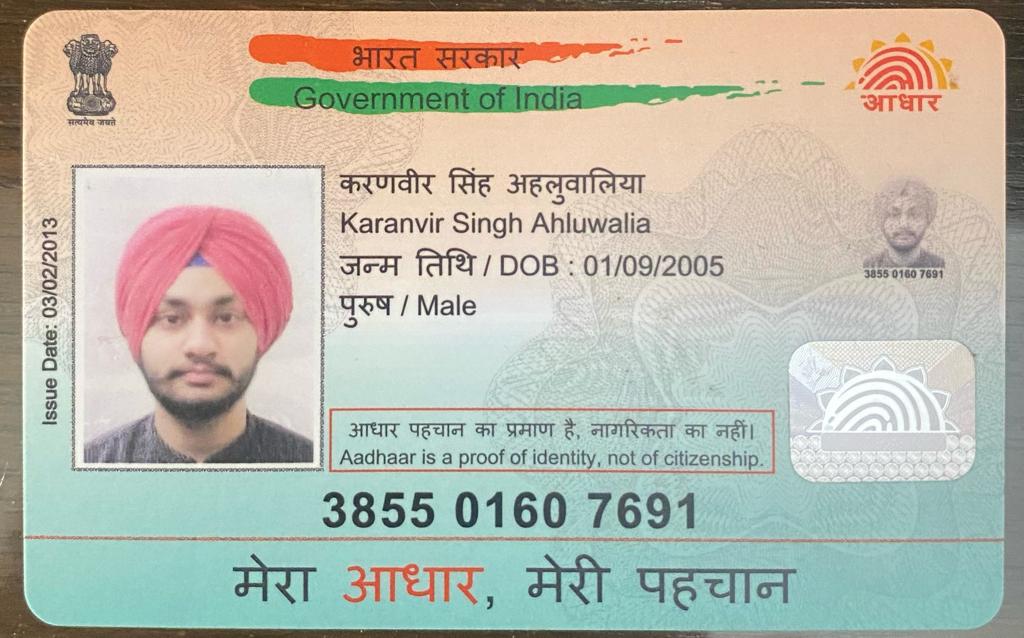 भारत सरकार
Government of India
सत्यमेव जयते
आधार
Issue Date: 03/02/2013
करणवीर सिंह अहलुवालिया
Karanvir Singh Ahluwalia
जन्म तिथि / DOB : 01/09/2005
पुरुष / Male
3855 0160 7691
आधार पहचान का प्रमाण है, नागरिकता का नहीं।
Aadhaar is a proof of identity, not of citizenship.
3855 0160 7691
मेरा आधार, मेरी पहचान